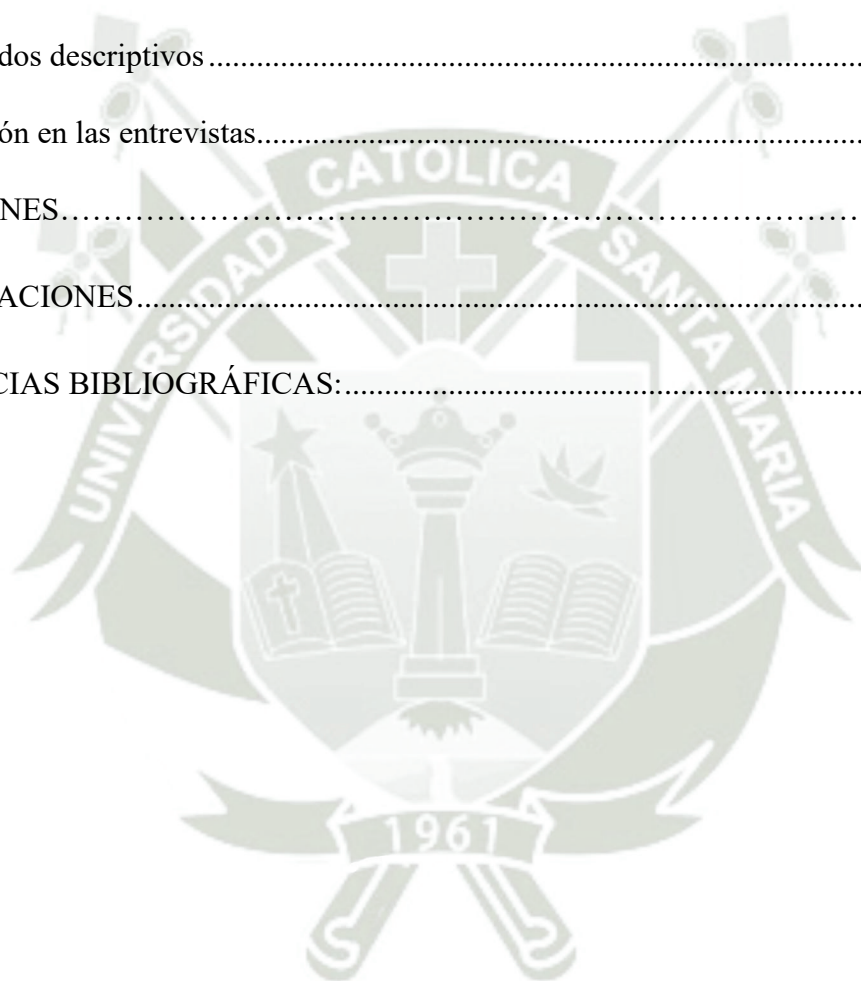 dos descriptivos........................................................................
ón en las entrevistas..................................................................
NES…………………………………………………………………
ACIONES................................................................................
CIAS BIBLIOGRÁFICAS:.........................................................
UNIVERSIDAD CATOLICA SANTA MARIA
1961